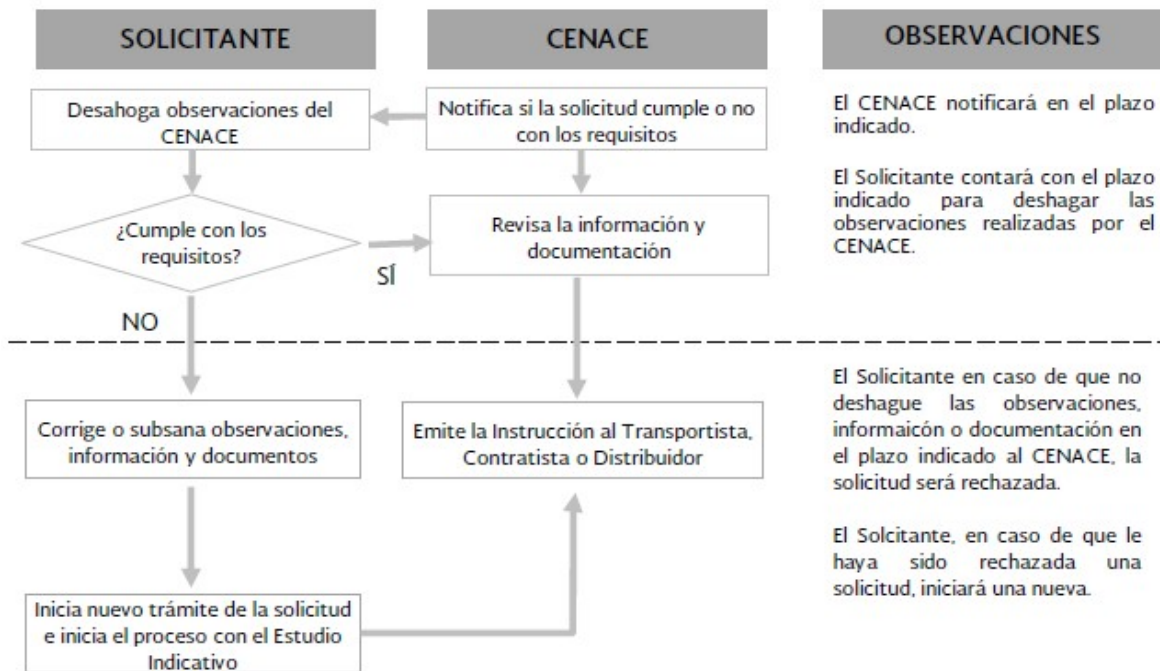 SOLICITANTE
CENACE
OBSERVACIONES
Desahoga observaciones del
CENACE
Notifica si la solicitud cumple o no
con los requisitos
El CENACE notificará en el plazo
indicado.
¿Cumple con los
requisitos?
SÍ
NO
Revisa la información y
documentación
El Solicitante contará con el plazo
indicado para deshagar las
observaciones realizadas por el
CENACE.
Corrige o subsana observaciones,
información y documentos
Emite la Instrucción al Transportista,
Contratista o Distribuidor
El Solicitante en caso de que no
deshague las observaciones,
informaicón o documentación en
el plazo indicado al CENACE, la
solicitud será rechazada.
El Solcitante, en caso de que le
haya sido rechazada una
solicitud, iniciará una nueva.
Inicia nuevo trámite de la solicitud
e inicia el proceso con el Estudio
Indicativo